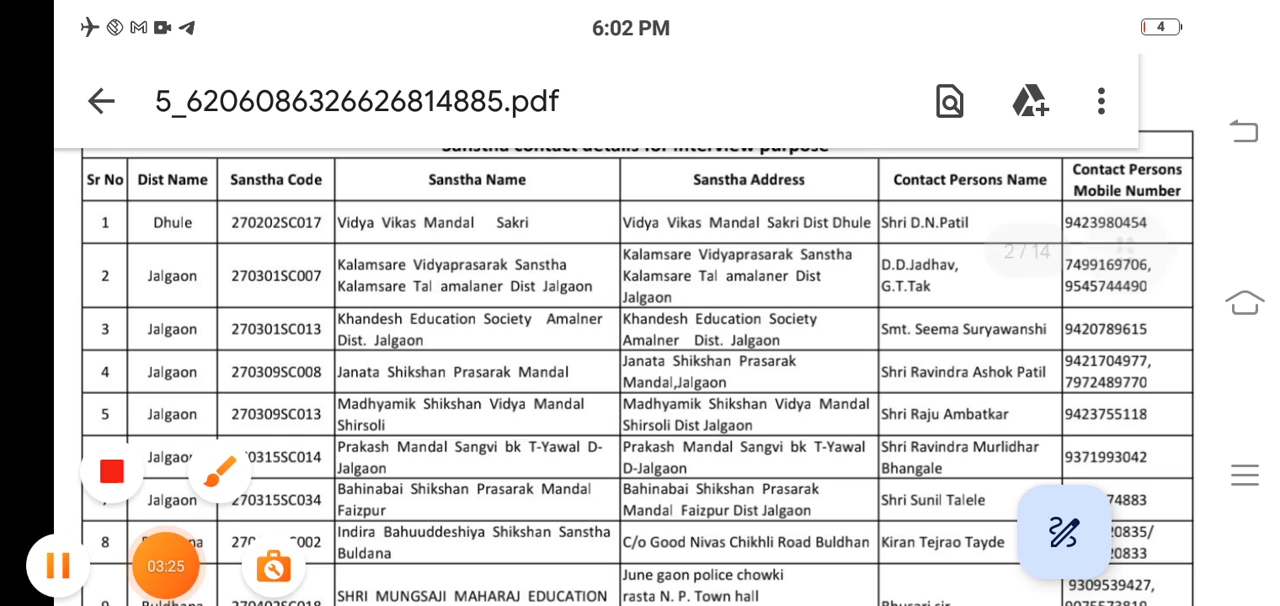 6:02 PM
4
5_6206086326626814885.pdf
Sanstha contact details for interview purpose
Sr No Dist Name Sanstha Code Sanstha Name Sanstha Address Contact Persons Name Contact Persons
Mobile Number
1 Dhule 270202SC017 Vidya Vikas Mandal Sakri Vidya Vikas Mandal Sakri Dist Dhule Shri D.N.Patil 9423980454
2 / 14
2 Jalgaon 270301SC007 Kalamsare Vidyaprasarak Sanstha
Kalamsare Tal amalaner Dist Jalgaon
Kalamsare Vidyaprasarak Sanstha
Kalamsare Tal amalaner Dist
Jalgaon
D.D.Jadhav,
G.T.Tak
7499169706,
9545744490
3 Jalgaon 270301SC013 Khandesh Education Society Amalner
Dist. Jalgaon
Khandesh Education Society
Amalner Dist. Jalgaon
Smt. Seema Suryawanshi 9420789615
4 Jalgaon 270309SC008 Janata Shikshan Prasarak Mandal
Janata Shikshan Prasarak
Mandal,Jalgaon
Shri Ravindra Ashok Patil
9421704977,
7972489770
5 Jalgaon 270309SC013 Madhyamik Shikshan Vidya Mandal
Shirsoli
Madhyamik Shikshan Vidya Mandal
Shirsoli Dist Jalgaon
Shri Raju Ambatkar 9423755118
0315SC014 Prakash Mandal Sangvi bk T-Yawal D-
Jalgaon
Prakash Mandal Sangvi bk T-Yawal
D-Jalgaon
Shri Ravindra Murlidhar
Bhangale
9371993042
Jalgaon 270315SC034 Bahinabai Shikshan Prasarak Mandal
Faizpur
Bahinabai Shikshan Prasarak
Mandal Faizpur Dist Jalgaon
Shri Sunil Talele 74883
8 Indira Bahuuddeshiya Shikshan Sanstha
Buldana
C/o Good Nivas Chikhli Road Buldhan Kiran Tejrao Tayde
0835/
0833
SHRI MUNGSAJI MAHARAJ EDUCATION
June gaon police chowki
rasta N. P. Town hall
9309539427,
03:25